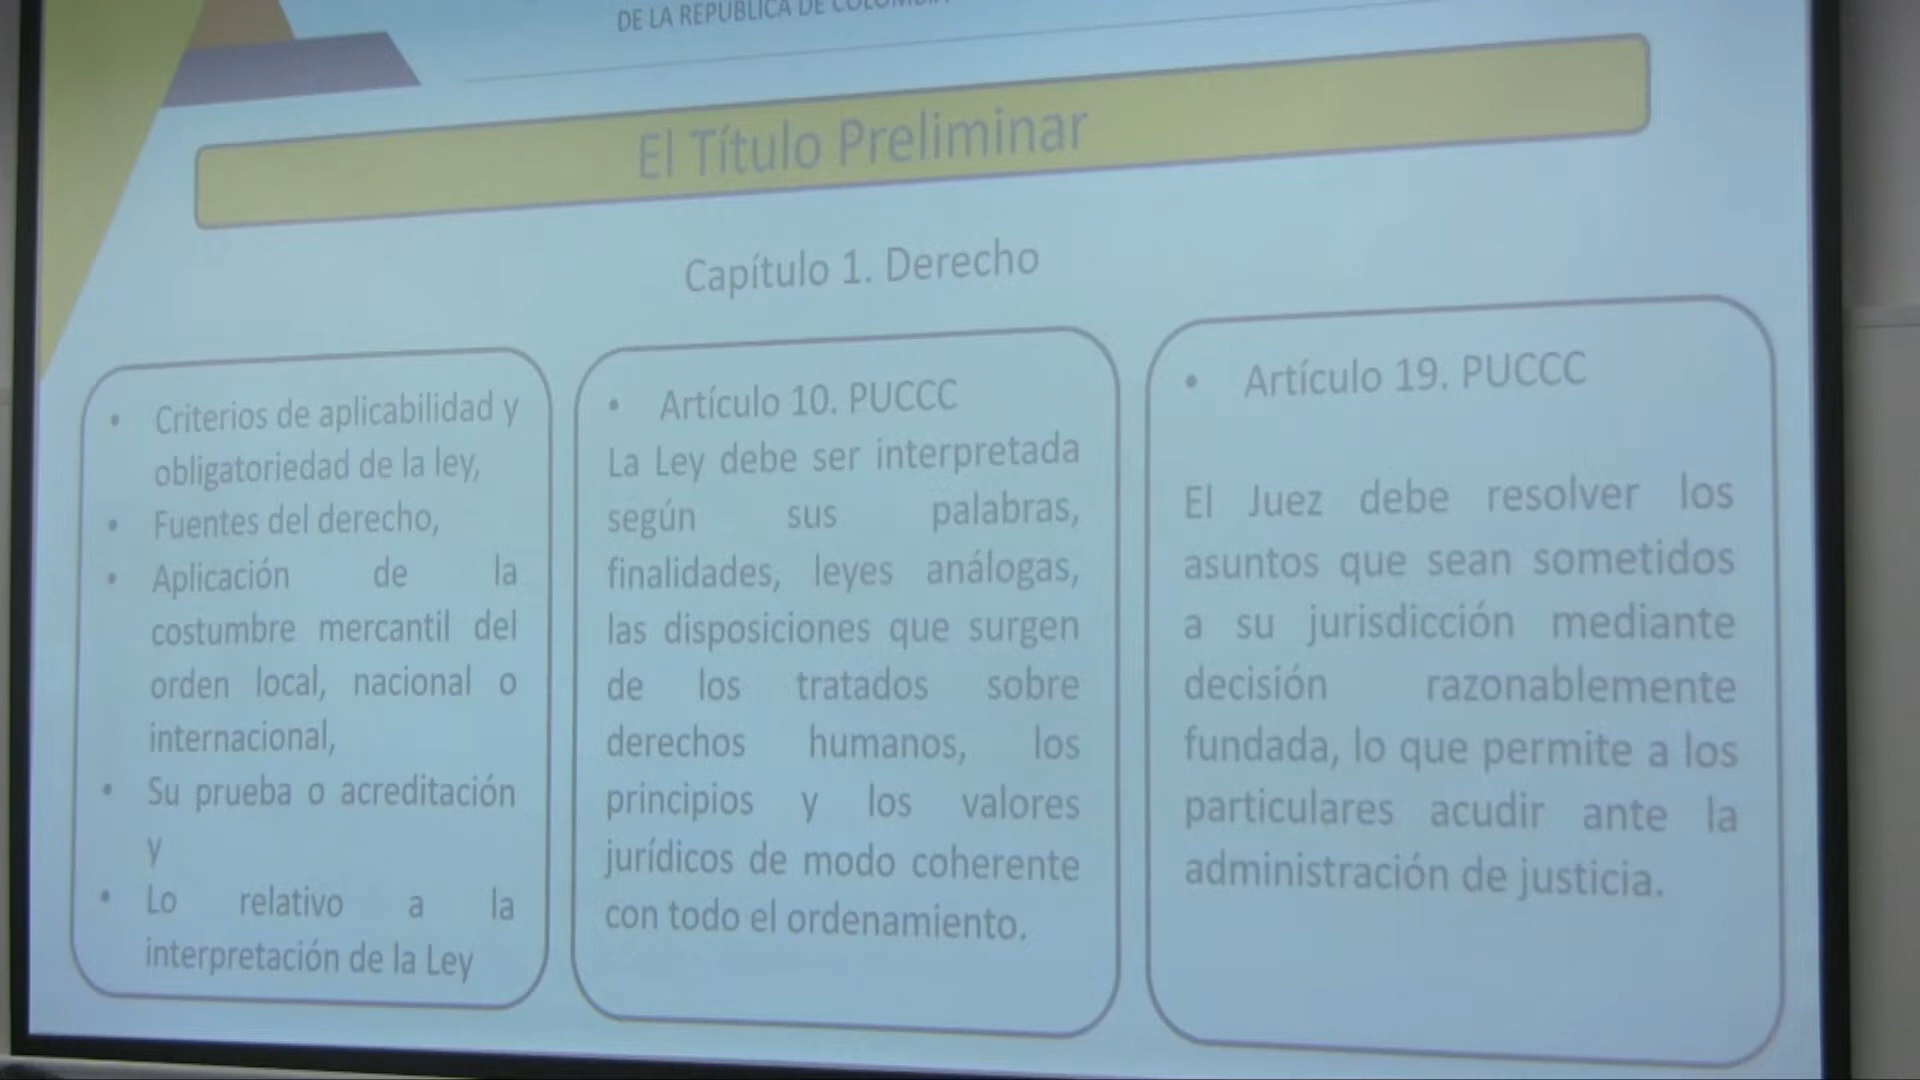 DE LA REPÚBLICA DE
El Título Preliminar
Capítulo 1. Derecho
• Criterios de aplicabilidad y
obligatoriedad de la ley,
• Fuentes del derecho,
• Aplicación de la
costumbre mercantil del
orden local, nacional o
internacional,
• Su prueba o acreditación
y
• Lo relativo a la
interpretación de la Ley
• Artículo 10. PUCCC
La Ley debe ser interpretada
según sus palabras,
finalidades, leyes análogas,
las disposiciones que surgen
de los tratados sobre
derechos humanos, los
principios y los valores
jurídicos de modo coherente
con todo el ordenamiento.
• Artículo 19. PUCCC
El Juez debe resolver los
asuntos que sean sometidos
a su jurisdicción mediante
decisión razonablemente
fundada, lo que permite a los
particulares acudir ante la
administración de justicia.